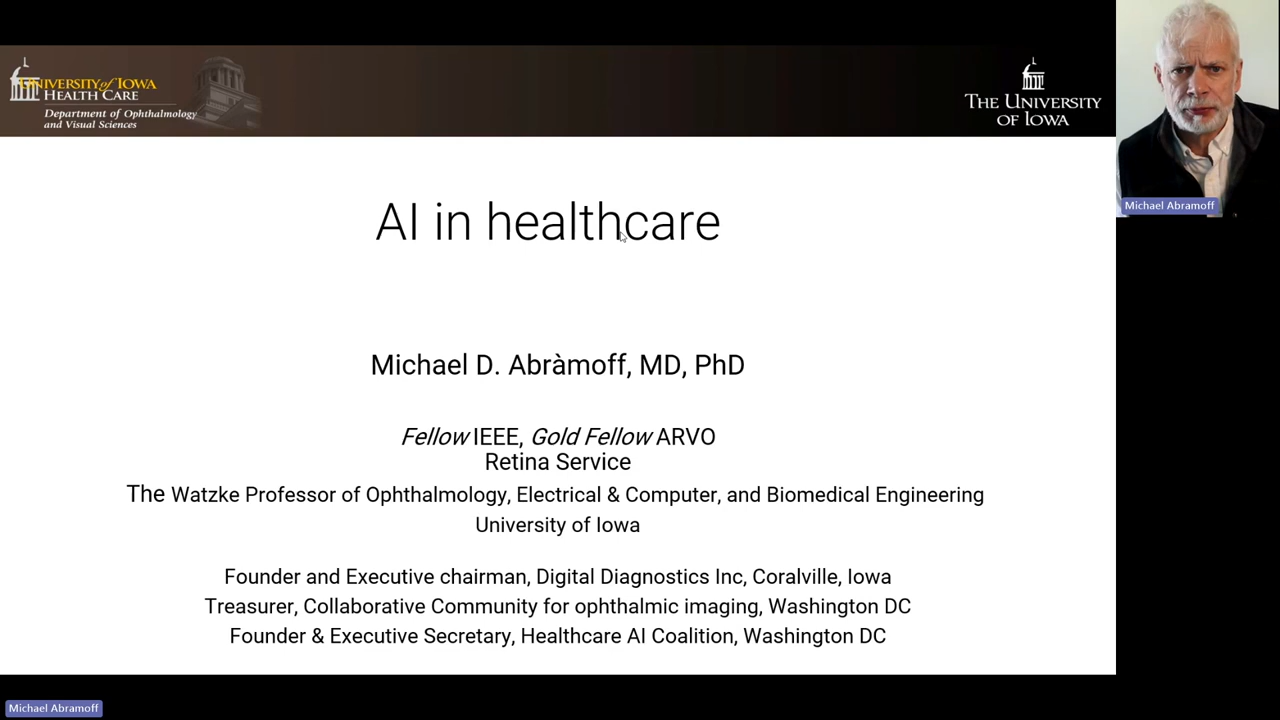 UNIVERSITY of IOWA
HEALTH CARE
Department of Ophthalmology
and Visual Sciences
THE UNIVERSITY
OF IOWA
AI in healthcare
Michael D. Abràmoff, MD, PhD
Fellow IEEE, Gold Fellow ARVO
Retina Service
The Watzke Professor of Ophthalmology, Electrical & Computer, and Biomedical Engineering
University of Iowa
Founder and Executive chairman, Digital Diagnostics Inc, Coralville, Iowa
Treasurer, Collaborative Community for ophthalmic imaging, Washington DC
Founder & Executive Secretary, Healthcare AI Coalition, Washington DC
Michael Abramoff
Michael Abramoff